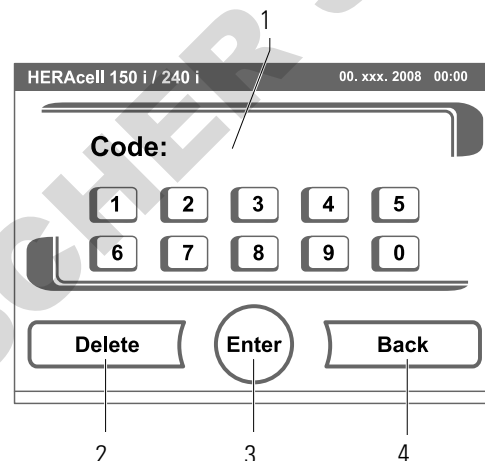 1
HERAcell 150 i / 240 i 00. xxx. 2008 00:00
Code:
1 2 3 4 5
6 7 8 9 0
Delete Enter Back
2 3 4